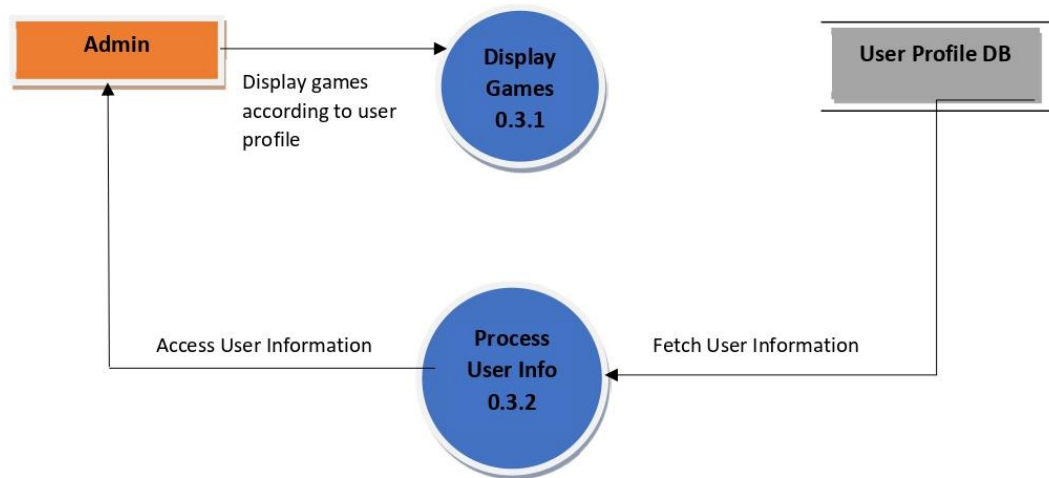 Admin
Display games
according to user
profile
Display
Games
0.3.1
User Profile DB
Access User Information
Process
User Info
0.3.2
Fetch User Information